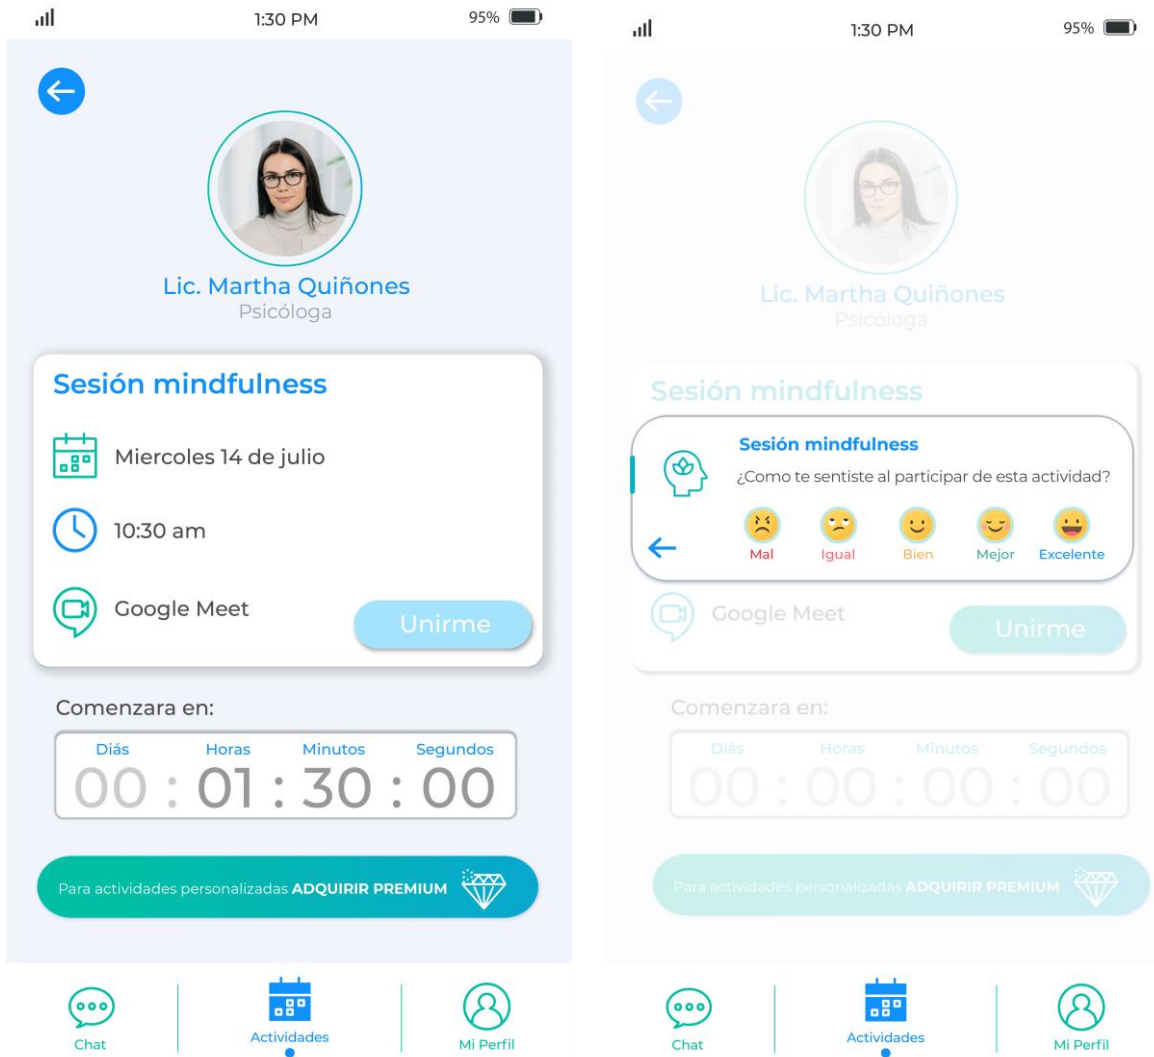 1:30 PM
95%
Lic. Martha Quiñones
Psicóloga
Sesión mindfulness
Miercoles 14 de julio
10:30 am
Google Meet
Unirme
Comenzara en:
Diás Horas Minutos Segundos
00 : 01 : 30 : 00
Para actividades personalizadas ADQUIRIR PREMIUM
Chat
Actividades
Mi Perfil
1:30 PM
95%
Lic. Martha Quiñones
Psicóloga
Sesión mindfulness
Sesión mindfulness
¿Como te sentiste al participar de esta actividad?
Mal Igual Bien Mejor Excelente
Google Meet
Unirme
Comenzara en:
Diás Horas Minutos Segundos
00 : 00 : 00 : 00
Para actividades personalizadas ADQUIRIR PREMIUM
Chat
Actividades
Mi Perfil